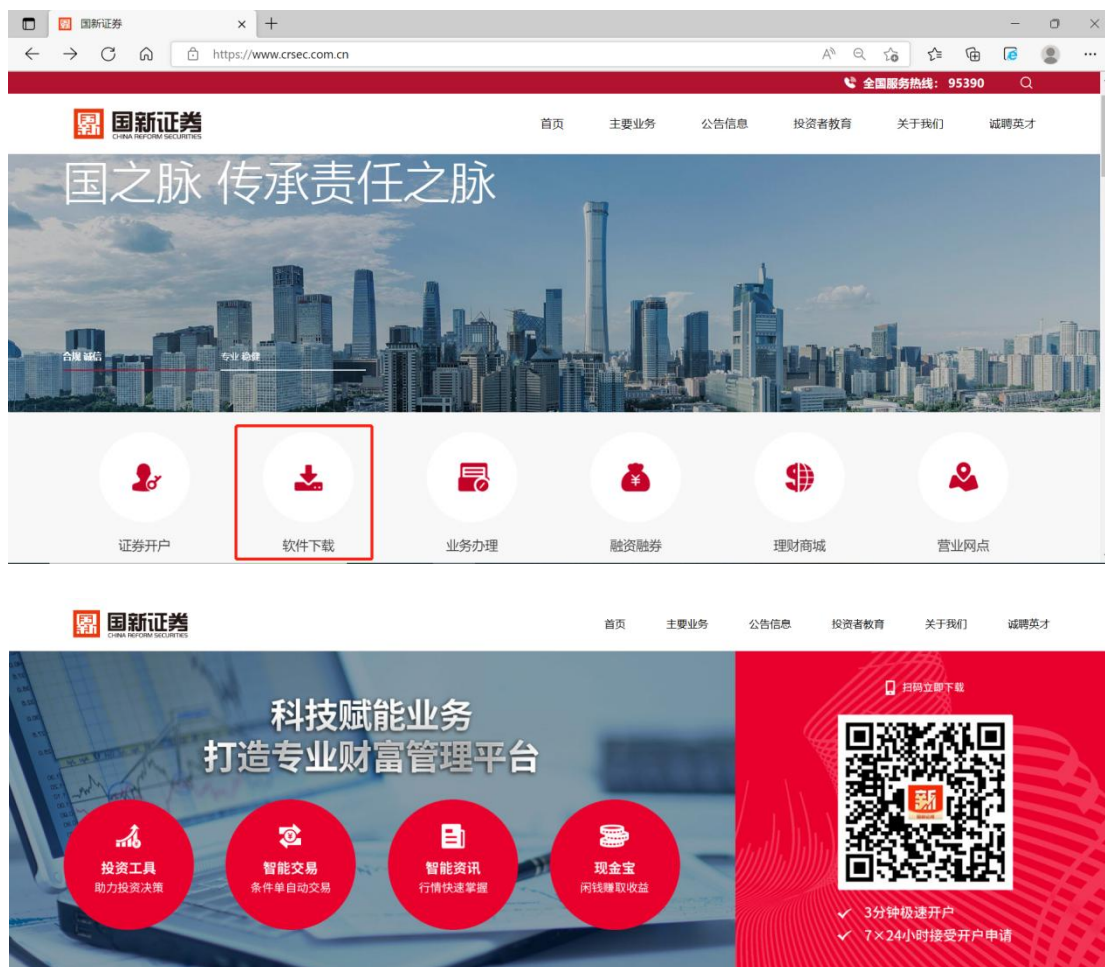 国新证券
https://www.crsec.com.cn
全国服务热线： 95390
国新
国新证券
CHINA REFORM SECURITIES
首页 主要业务 公告信息 投资者教育 关于我们 诚聘英才
国之脉 传承责任之脉
合规 诚信 专业 稳健
证券开户 软件下载 业务办理 融资融券 理财商城 营业网点
国新
国新证券
CHINA REFORM SECURITIES
首页 主要业务 公告信息 投资者教育 关于我们 诚聘英才
扫码立即下载
科技赋能业务
打造专业财富管理平台
新
投资工具 智能交易 智能资讯 现金宝
助力投资决策 条件单自动交易 行情快速掌握 闲钱赚取收益
3分钟极速开户
7×24小时接受开户申请